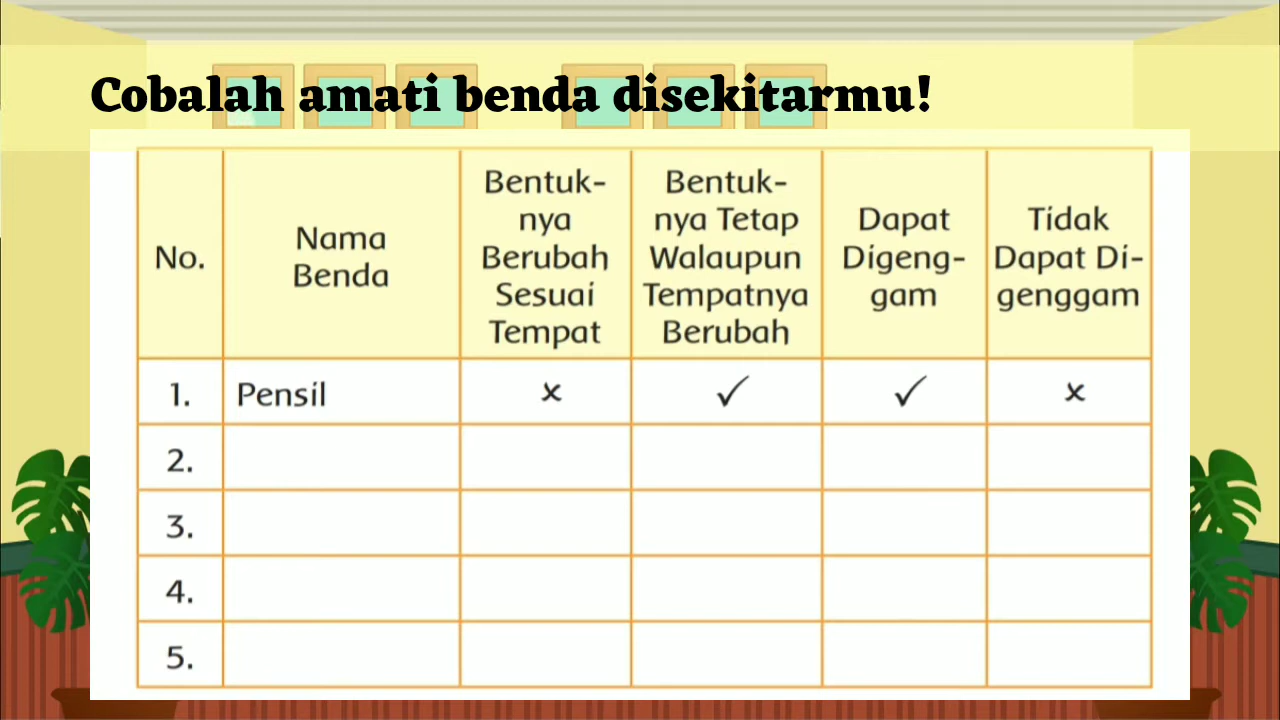 Cobalah amati benda disekitarmu!
No.
Nama
Benda
Bentuk-
nya
Berubah
Sesuai
Tempat
Bentuk-
nya Tetap
Walaupun
Tempatnya
Berubah
Dapat
Digeng-
gam
Tidak
Dapat Di-
genggam
1. Pensil x ✓ ✓ x
2.
3.
4.
5.